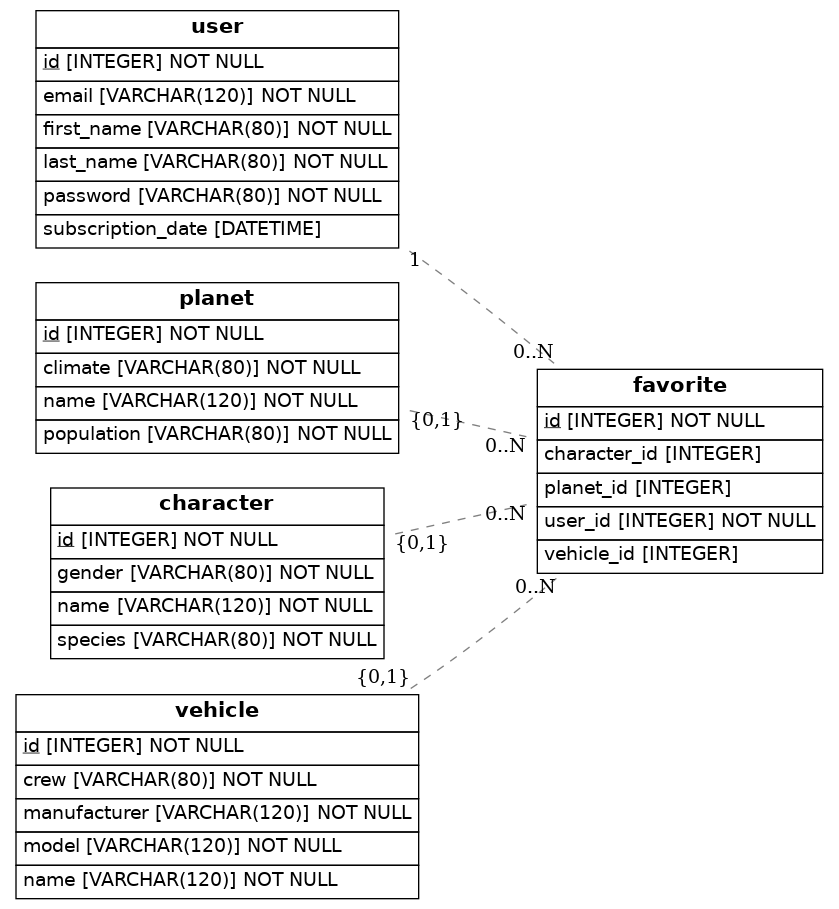 user
id [INTEGER] NOT NULL
email [VARCHAR(120)] NOT NULL
first_name [VARCHAR(80)] NOT NULL
last_name [VARCHAR(80)] NOT NULL
password [VARCHAR(80)] NOT NULL
subscription_date [DATETIME]
1
0..N
planet
id [INTEGER] NOT NULL
climate [VARCHAR(80)] NOT NULL
name [VARCHAR(120)] NOT NULL
population [VARCHAR(80)] NOT NULL
{0,1}
0..N
favorite
id [INTEGER] NOT NULL
character_id [INTEGER]
planet_id [INTEGER]
user_id [INTEGER] NOT NULL
vehicle_id [INTEGER]
character
id [INTEGER] NOT NULL
gender [VARCHAR(80)] NOT NULL
name [VARCHAR(120)] NOT NULL
species [VARCHAR(80)] NOT NULL
0..N
{0,1}
0..N
{0,1}
vehicle
id [INTEGER] NOT NULL
crew [VARCHAR(80)] NOT NULL
manufacturer [VARCHAR(120)] NOT NULL
model [VARCHAR(120)] NOT NULL
name [VARCHAR(120)] NOT NULL